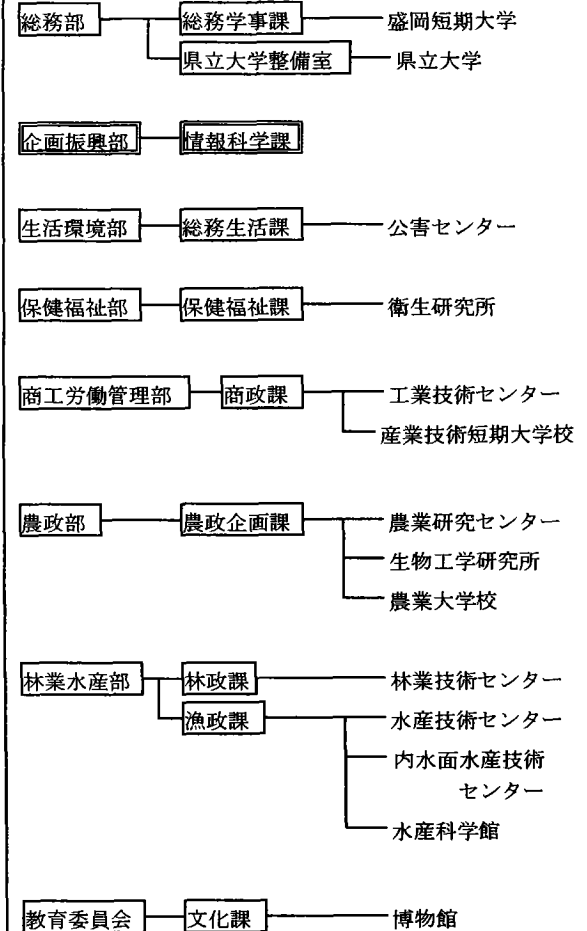 総務部 総務学事課 盛岡短期大学
県立大学整備室 県立大学
企画振興部 情報科学課
生活環境部 総務生活課 公害センター
保健福祉部 保健福祉課 衛生研究所
商工労働管理部 商政課 工業技術センター
産業技術短期大学校
農政部 農政企画課 農業研究センター
生物工学研究所
農業大学校
林業水産部 林政課 林業技術センター
漁政課 水産技術センター
内水面水産技術
センター
水産科学館
教育委員会 文化課 博物館